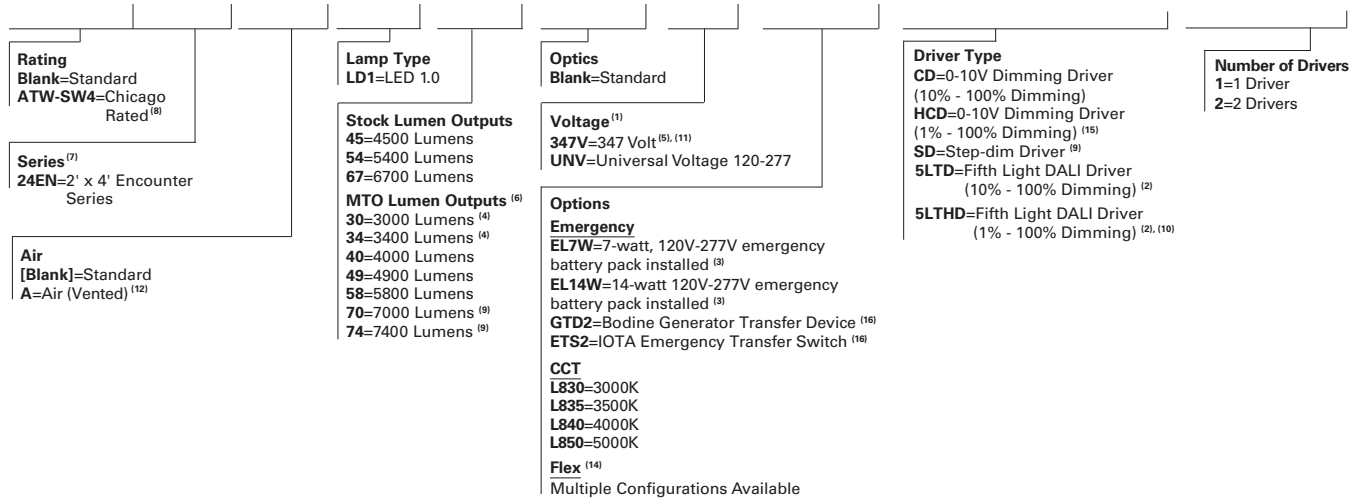 Rating
Blank=Standard
ATW-SW4=Chicago
Rated (8)
Series (7)
24EN=2' x 4' Encounter
Series
Air
[Blank]=Standard
A=Air (Vented) (12)
Lamp Type
LD1=LED 1.0
Stock Lumen Outputs
45=4500 Lumens
54=5400 Lumens
67=6700 Lumens
MTO Lumen Outputs (6)
30=3000 Lumens (4)
34=3400 Lumens (4)
40=4000 Lumens
49=4900 Lumens
58=5800 Lumens
70=7000 Lumens (9)
74=7400 Lumens (9)
Optics
Blank=Standard
Voltage (1)
347V=347 Volt (5), (11)
UNV=Universal Voltage 120-277
Options
Emergency
EL7W=7-watt, 120V-277V emergency
battery pack installed (3)
EL14W=14-watt 120V-277V emergency
battery pack installed (3)
GTD2=Bodine Generator Transfer Device (16)
ETS2=IOTA Emergency Transfer Switch (16)
CCT
L830=3000K
L835=3500K
L840=4000K
L850=5000K
Flex (14)
Multiple Configurations Available
Driver Type
CD=0-10V Dimming Driver
(10% - 100% Dimming)
HCD=0-10V Dimming Driver
(1% - 100% Dimming) (15)
SD=Step-dim Driver (9)
5LTD=Fifth Light DALI Driver
(10% - 100% Dimming) (2)
5LTHD=Fifth Light DALI Driver
(1% - 100% Dimming) (2), (10)
Number of Drivers
1=1 Driver
2=2 Drivers